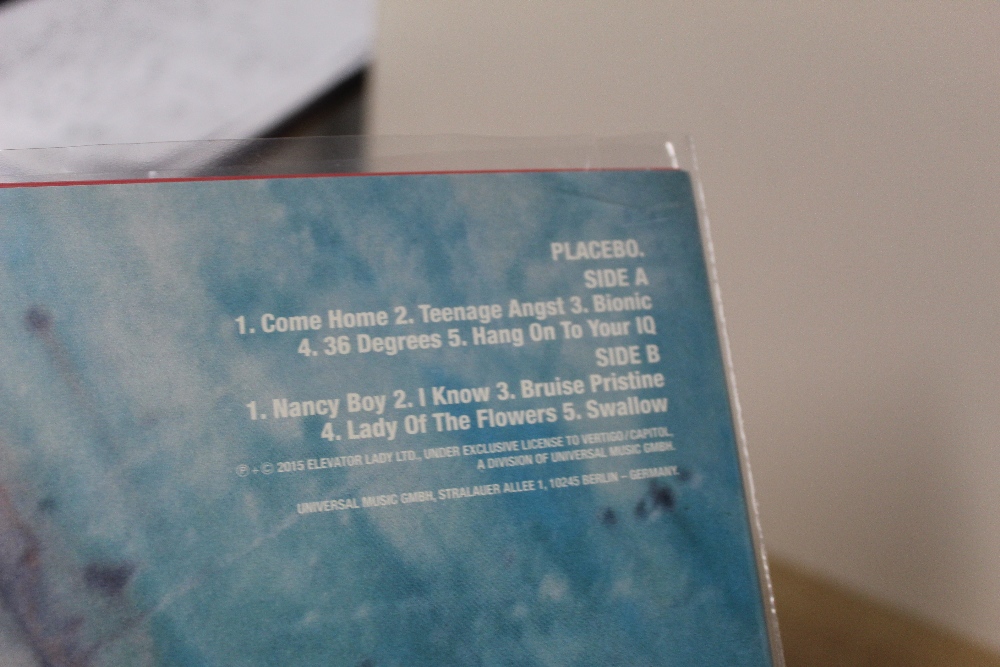 PLACEBO.
SIDE A
1. Come Home 2. Teenage Angst 3. Bionic
4. 36 Degrees 5. Hang On To Your IQ
SIDE B
1. Nancy Boy 2. I Know 3. Bruise Pristine
4. Lady Of The Flowers 5. Swallow
℗ + © 2015 ELEVATOR LADY LTD., UNDER EXCLUSIVE LICENSE TO VERTIGO/CAPITOL,
A DIVISION OF UNIVERSAL MUSIC GMBH.
UNIVERSAL MUSIC GMBH, STRALAUER ALLEE 1, 10245 BERLIN – GERMANY.